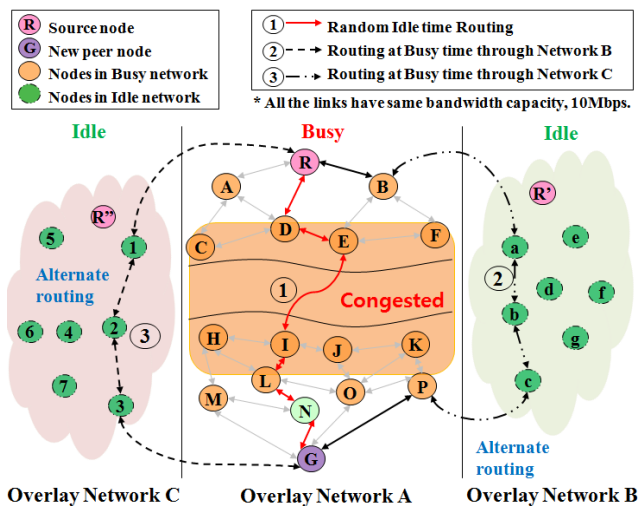 R Source node
G New peer node
Nodes in Busy network
Nodes in Idle network
1 Random Idle time Routing
2 Routing at Busy time through Network B
3 Routing at Busy time through Network C
* All the links have same bandwidth capacity, 10Mbps.
Idle
Busy
Idle
R
A
B
R”
R’
5
1
C
D
E
F
a
e
Alternate
routing
1
Congested
2
d
f
b
6
4
2
3
H
I
J
K
g
7
L
M
O
P
c
3
N
G
Alternate
routing
Overlay Network C
Overlay Network A
Overlay Network B